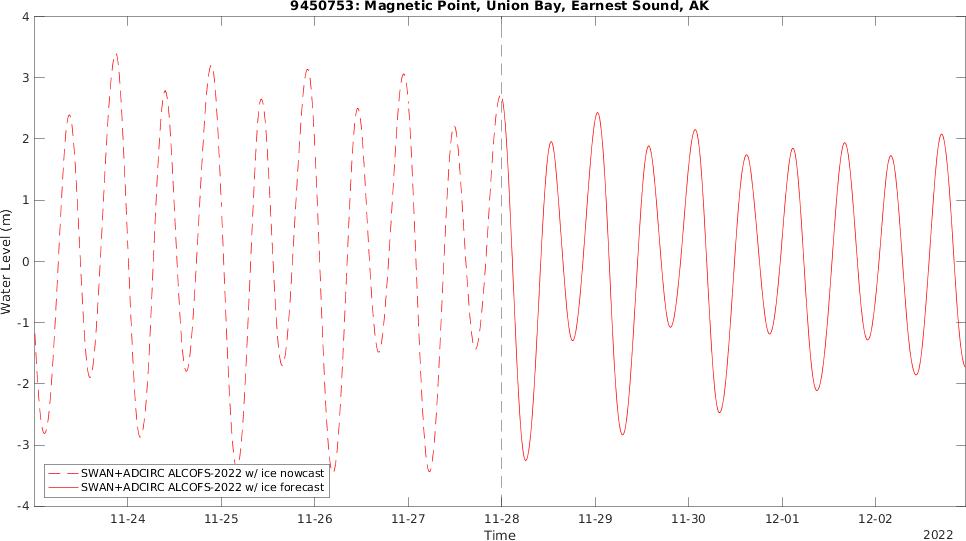 9450753: Magnetic Point, Union Bay, Earnest Sound, AK
4
3
2
1
0
-1
-2
-3
-4
Water Level (m)
SWAN+ADCIRC ALCOFS-2022 w/ ice nowcast
SWAN+ADCIRC ALCOFS-2022 w/ ice forecast
11-24 11-25 11-26 11-27 11-28 11-29 11-30 12-01 12-02
Time
2022